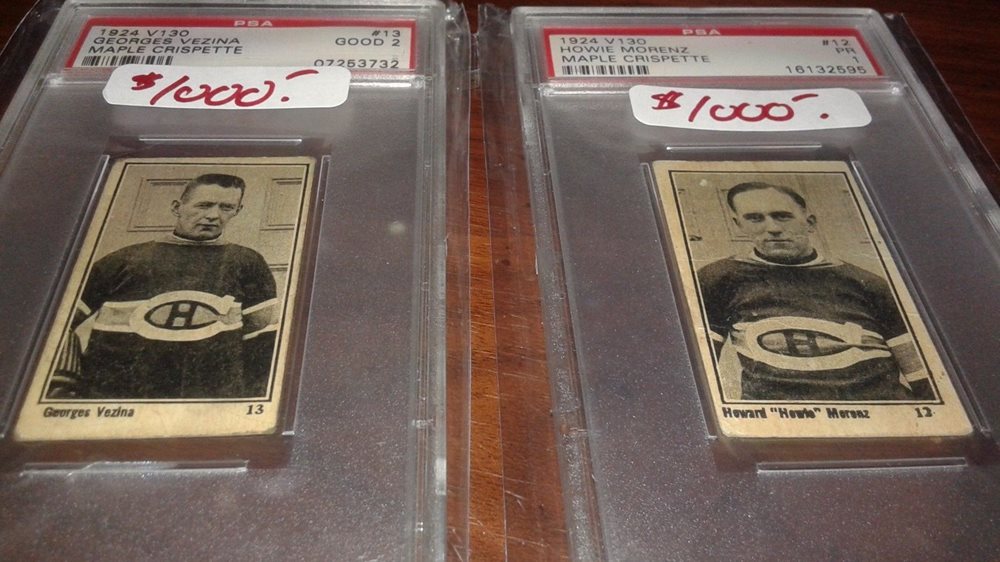 PSA
1924 V130 #13
GEORGES VEZINA GOOD 2
MAPLE CRISPETTE
07253732
$1000.-
H
Georges Vezina 13
PSA
1924 V130 #12
HOWIE MORENZ PR
MAPLE CRISPETTE 1
16132595
$1000-.
H
Howard "Howie" Morenz 12